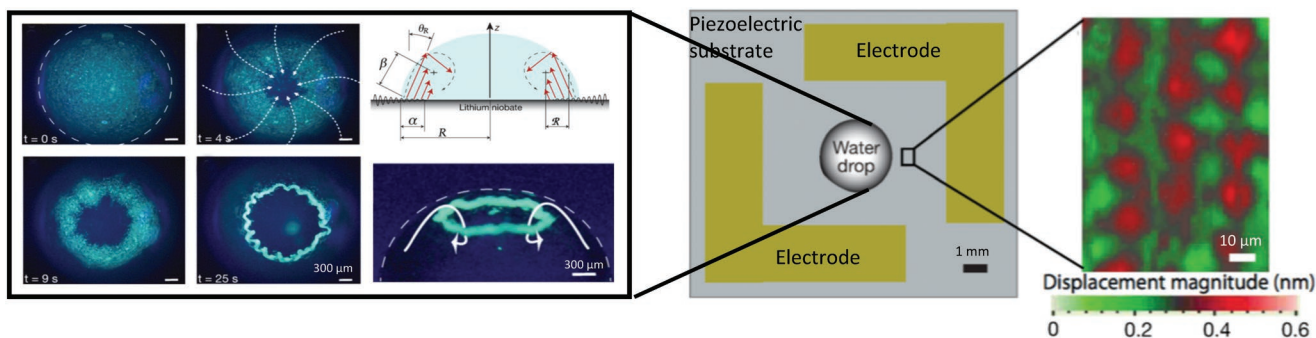 t = 0 s
t = 4 s
θR
z
β
Lithium niobate
α
R
ℛ
t = 9 s
t = 25 s
300 μm
300 μm
Piezoelectric
substrate
Electrode
Water
drop
Electrode
1 mm
10 μm
Displacement magnitude (nm)
0 0.2 0.4 0.6